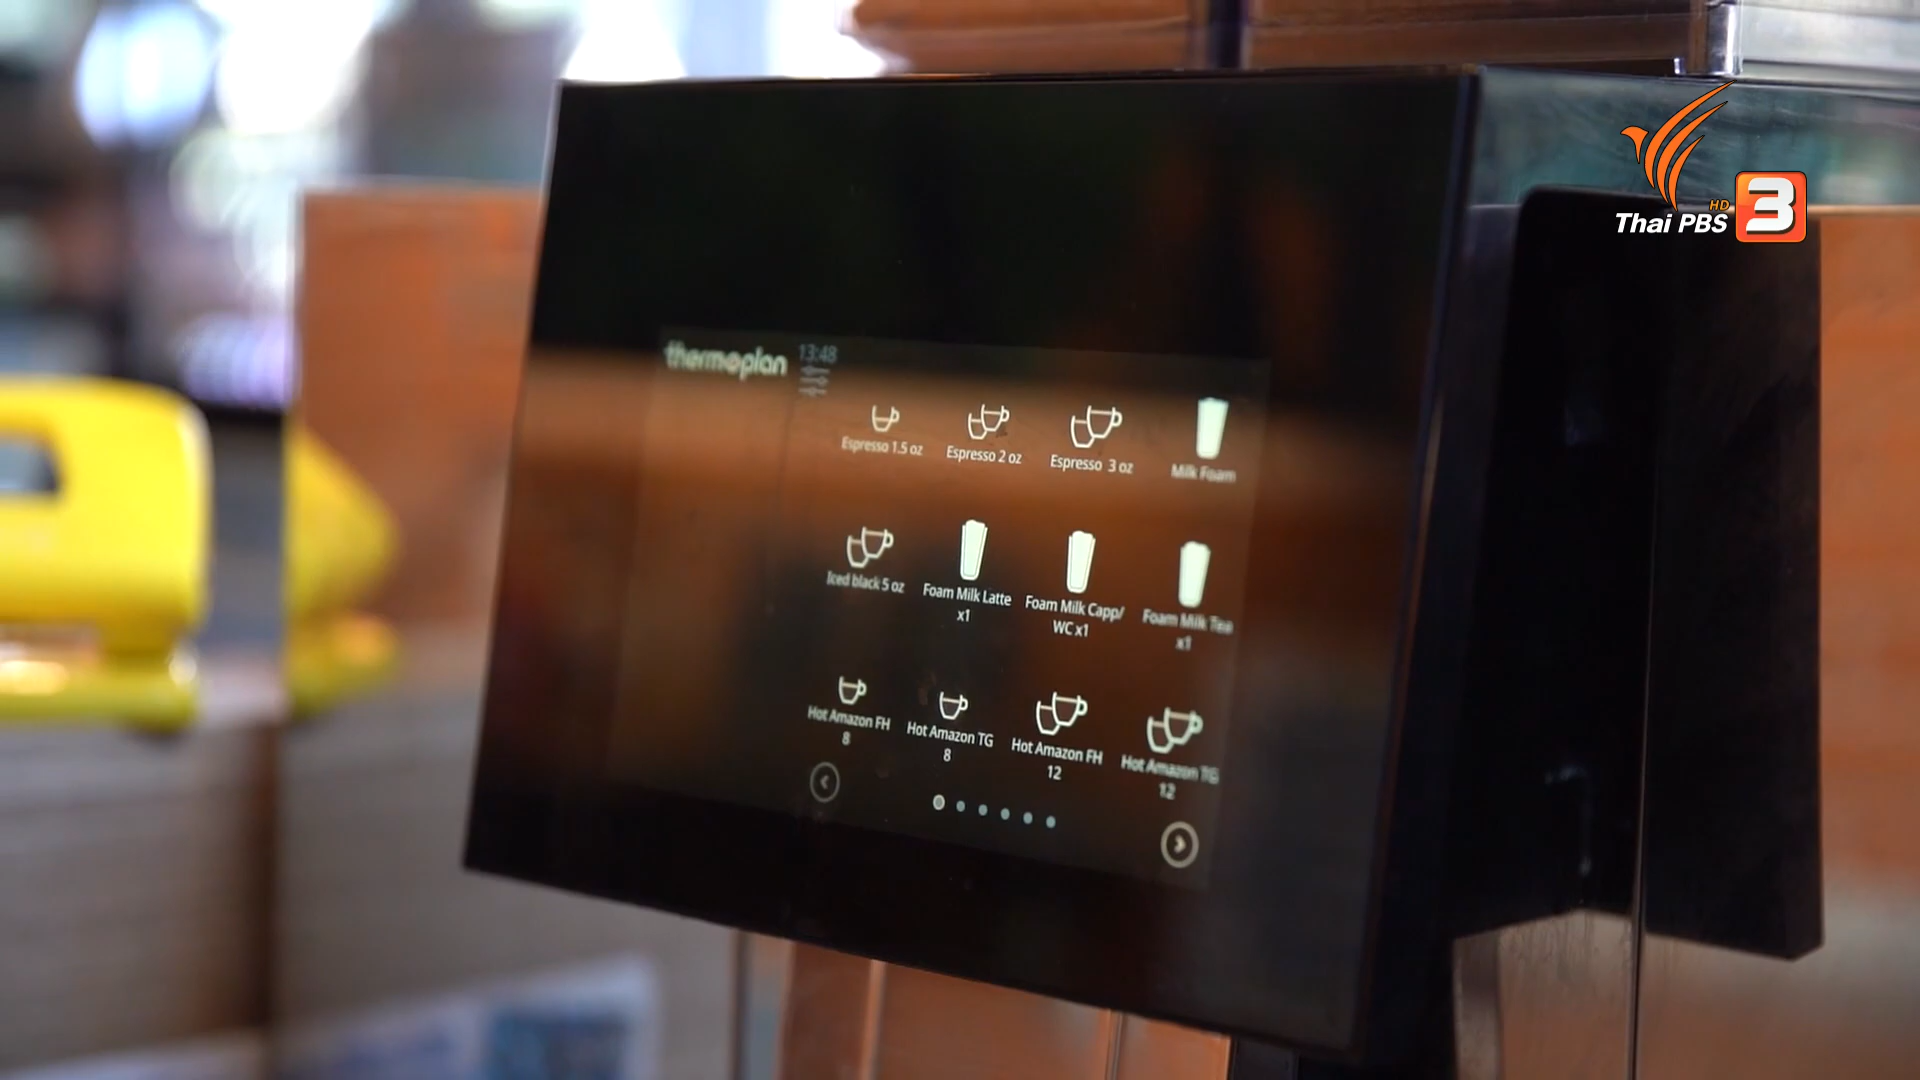 HD
Thai PBS 3
thermoplan 13:48
Espresso 1.5 oz Espresso 2 oz Espresso 3 oz Milk Foam
Iced black 5 oz Foam Milk Latte Foam Milk Capp/ Foam Milk Tea
x1 WC x1 x1
Hot Amazon FH Hot Amazon TG Hot Amazon FH Hot Amazon TG
8 8 12 12